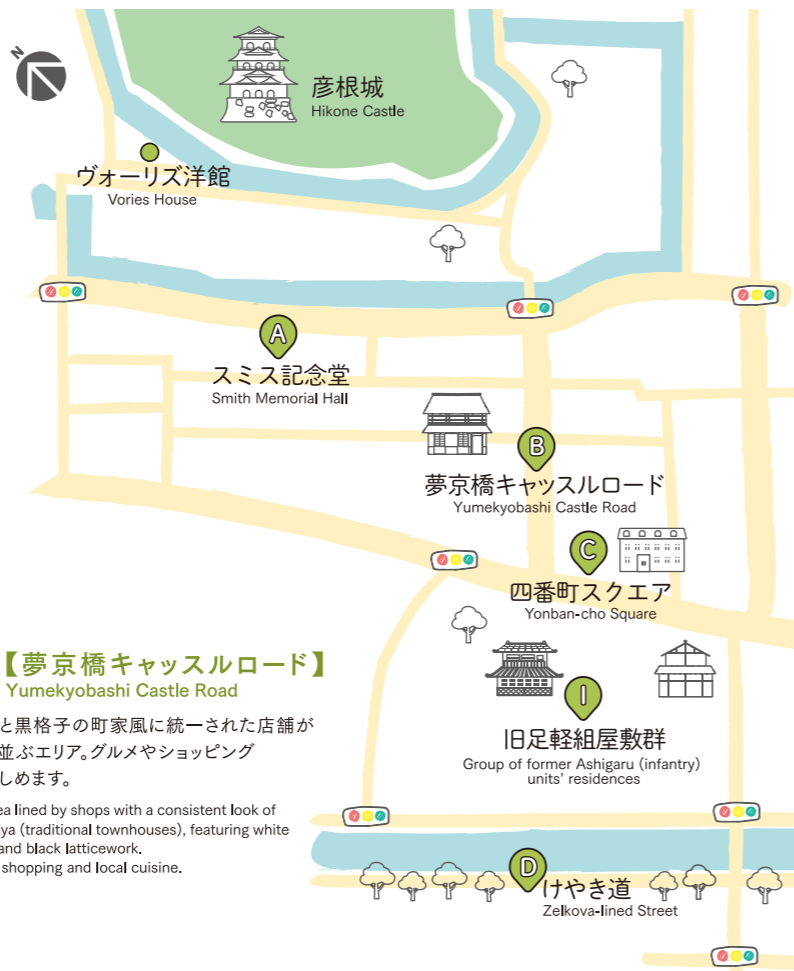 N
彦根城
Hikone Castle
ヴォーリズ洋館
Vories House
A
スミス記念堂
Smith Memorial Hall
B
夢京橋キャッスルロード
Yumekyobashi Castle Road
C
四番町スクエア
Yonban-cho Square
【夢京橋キャッスルロード】
Yumekyobashi Castle Road
と黒格子の町家風に統一された店舗が
並ぶエリア。グルメやショッピング
しめます。
ea lined by shops with a consistent look of
iya (traditional townhouses), featuring white
and black latticework.
shopping and local cuisine.
I
旧足軽組屋敷群
Group of former Ashigaru (infantry)
units' residences
D
けやき道
Zelkova-lined Street